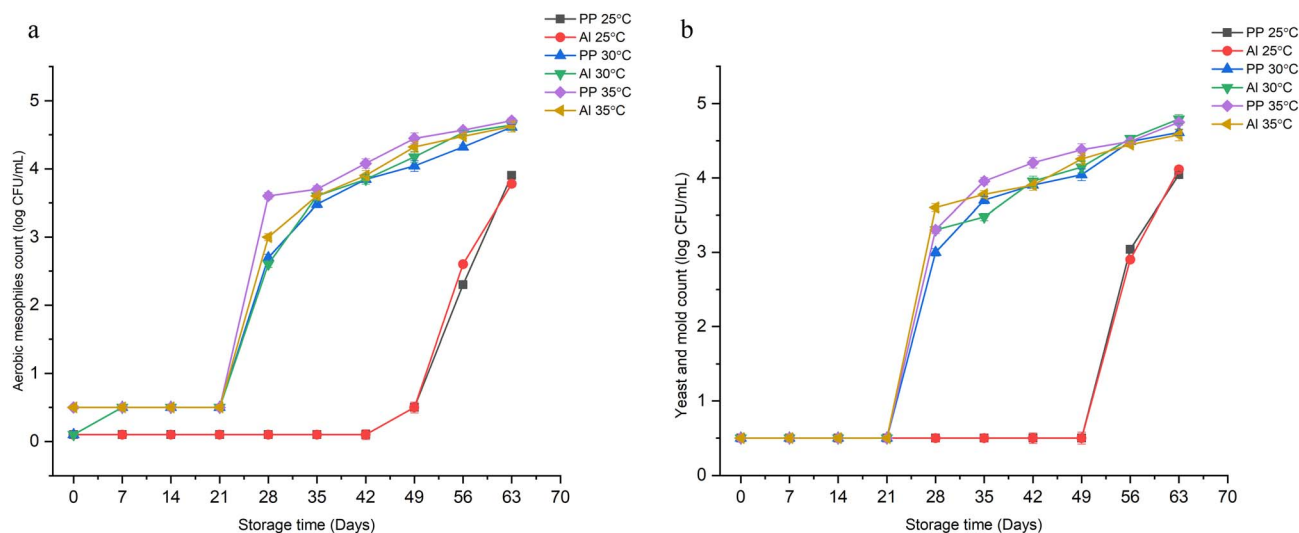 a
PP 25°C
Al 25°C
PP 30°C
Al 30°C
PP 35°C
Al 35°C
Aerobic mesophiles count (log CFU/mL)
5
4
3
2
1
0
0 7 14 21 28 35 42 49 56 63 70
Storage time (Days)
b
PP 25°C
Al 25°C
PP 30°C
Al 30°C
PP 35°C
Al 35°C
Yeast and mold count (log CFU/mL)
5
4
3
2
1
0
0 7 14 21 28 35 42 49 56 63 70
Storage time (Days)